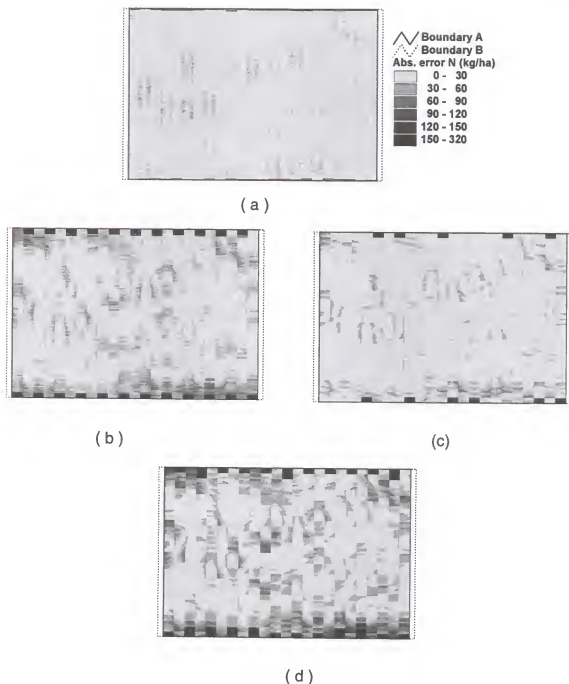 Boundary A
Boundary B
Abs. error N (kg/ha)
0 - 30
30 - 60
60 - 90
90 - 120
120 - 150
150 - 320
( a )
( b )
(c)
( d )